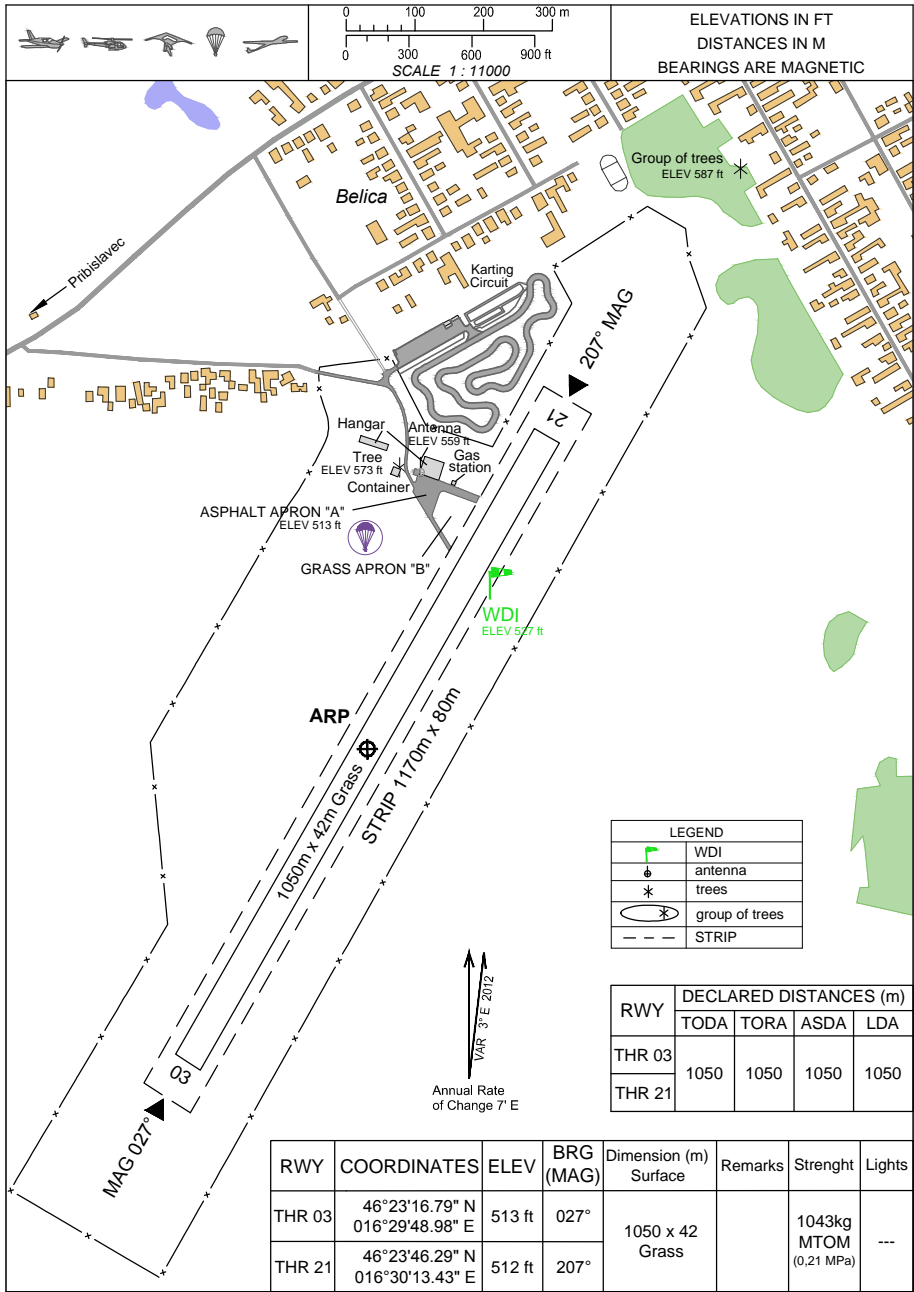 0 100 200 300 m
0 300 600 900 ft
SCALE 1 : 11000
ELEVATIONS IN FT
DISTANCES IN M
BEARINGS ARE MAGNETIC
Group of trees
ELEV 587 ft
Belica
Pribislavec
Karting
Circuit
207° MAG
21
Hangar
Antenna
ELEV 559 ft
Tree
ELEV 573 ft
Gas
station
Container
ASPHALT APRON "A"
ELEV 513 ft
GRASS APRON "B"
WDI
ELEV 527 ft
ARP
1050m x 42m Grass
STRIP 1170m x 80m
03
MAG 027°
VAR 3° E 2012
Annual Rate
of Change 7' E
LEGEND
WDI
antenna
trees
group of trees
STRIP
RWY DECLARED DISTANCES (m)
TODA TORA ASDA LDA
THR 03
1050 1050 1050 1050
THR 21
RWY COORDINATES ELEV BRG (MAG) Dimension (m) Surface Remarks Strenght Lights
THR 03 46°23'16.79" N
016°29'48.98" E 513 ft 027°
1050 x 42
Grass
1043kg
MTOM
(0,21 MPa)
---
THR 21 46°23'46.29" N
016°30'13.43" E 512 ft 207°